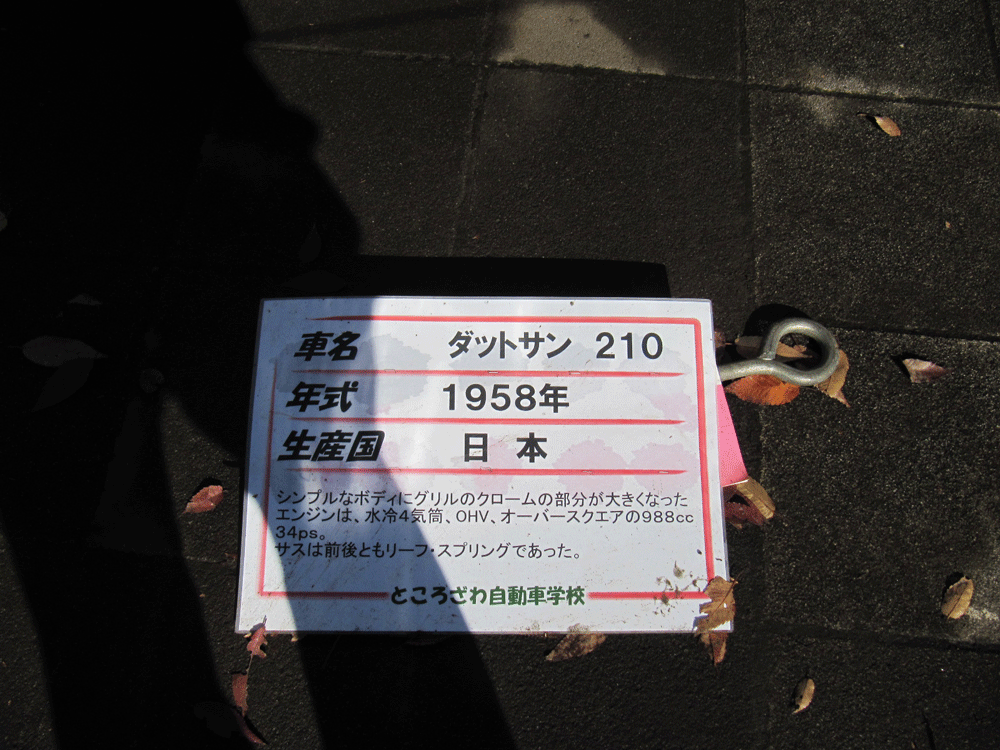 車名 ダットサン 210
年式 1958年
生産国 日本
シンプルなボディにグリルのクロームの部分が大きくなった
エンジンは、水冷4気筒、OHV、オーバースクエアの988cc
34ps。
サスは前後ともリーフ・スプリングであった。
ところざわ自動車学校